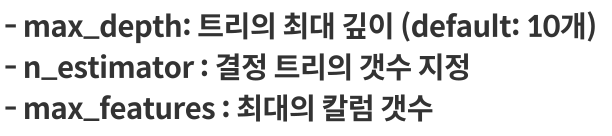 - max_depth: 트리의 최대 깊이 (default: 10개)
- n_estimator : 결정 트리의 갯수 지정
- max_features : 최대의 칼럼 갯수